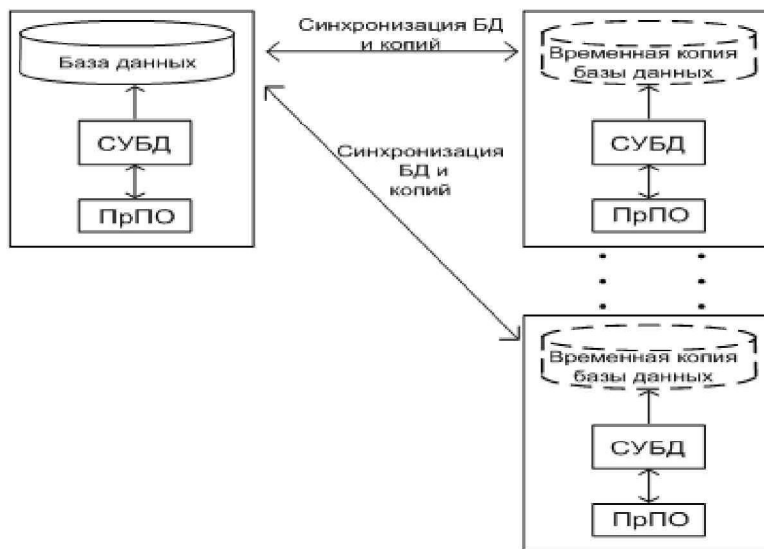 База данных
СУБД
ПрПО
Синхронизация БД
и копий
Временная копия
базы данных
СУБД
ПрПО
Синхронизация
БД и
копий
Временная копия
базы данных
СУБД
ПрПО